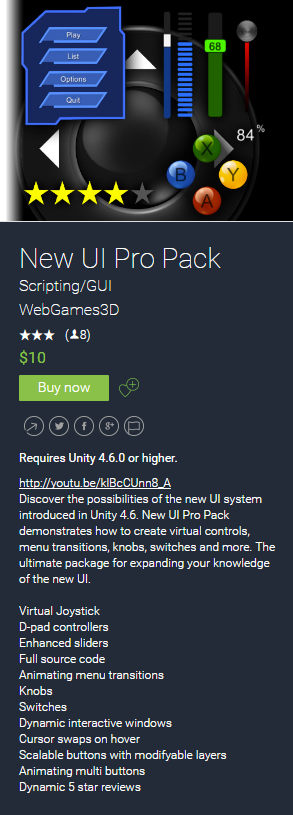 Play
List
Options
Quit
68
84 %
X
B
Y
A
New UI Pro Pack
Scripting/GUI
WebGames3D
(8)
$10
Buy now
Requires Unity 4.6.0 or higher.
http://youtu.be/klBcCUnn8_A
Discover the possibilities of the new UI system
introduced in Unity 4.6. New UI Pro Pack
demonstrates how to create virtual controls,
menu transitions, knobs, switches and more. The
ultimate package for expanding your knowledge
of the new UI.
Virtual Joystick
D-pad controllers
Enhanced sliders
Full source code
Animating menu transitions
Knobs
Switches
Dynamic interactive windows
Cursor swaps on hover
Scalable buttons with modifyable layers
Animating multi buttons
Dynamic 5 star reviews